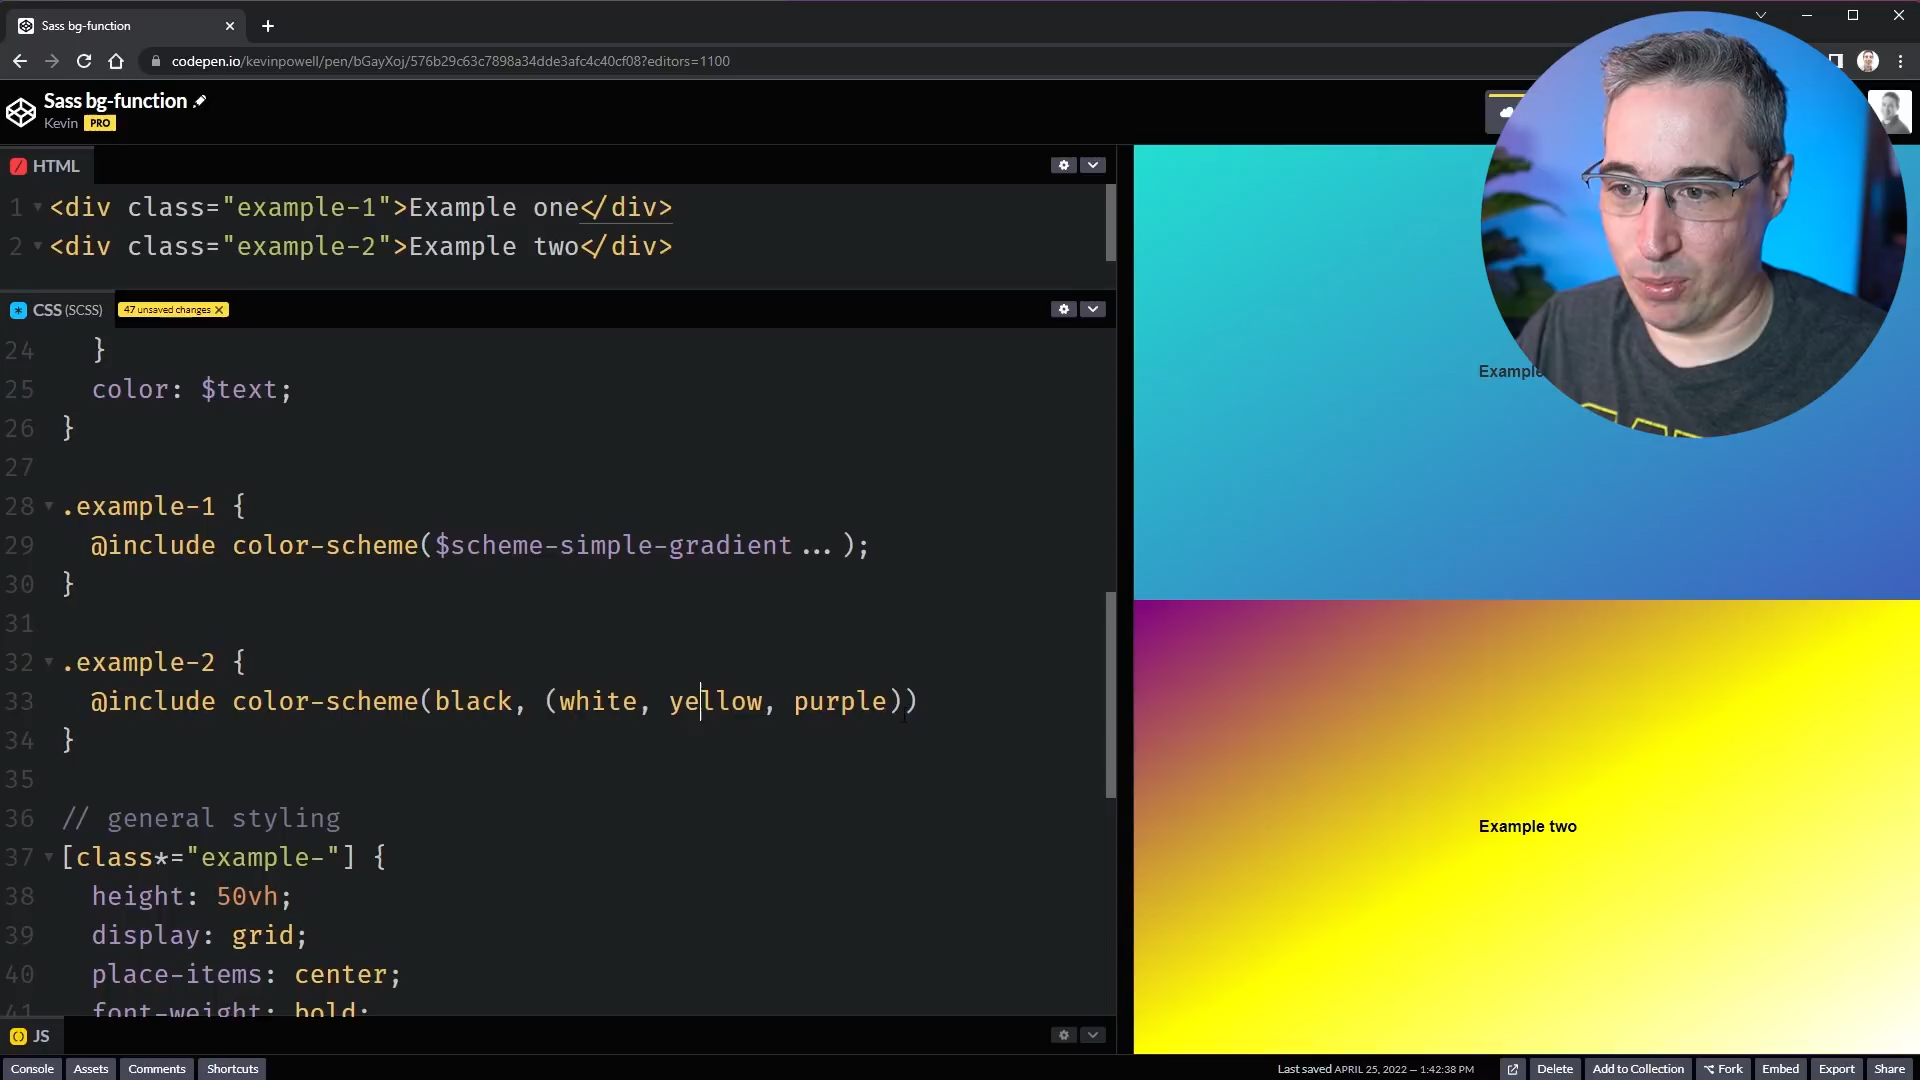 Sass bg-function
codepen.io/kevinpowell/pen/bGayXoj/576b29c63c7898a34dde3afc4c40cf08?editors=1100
Sass bg-function
Kevin PRO
HTML
1 <div class="example-1">Example one</div>
2 <div class="example-2">Example two</div>
CSS (SCSS) 47 unsaved changes
24 }
25 color: $text;
26 }
27
28 .example-1 {
29 @include color-scheme($scheme-simple-gradient...);
30 }
31
32 .example-2 {
33 @include color-scheme(black, (white, yellow, purple))
34 }
35
36 // general styling
37 [class*="example-"] {
38 height: 50vh;
39 display: grid;
40 place-items: center;
41 font-weight: bold;
JS
Example
Example two
Console Assets Comments Shortcuts
Last saved APRIL 25, 2022 — 1:42:38 PM
Delete Add to Collection Fork Embed Export Share